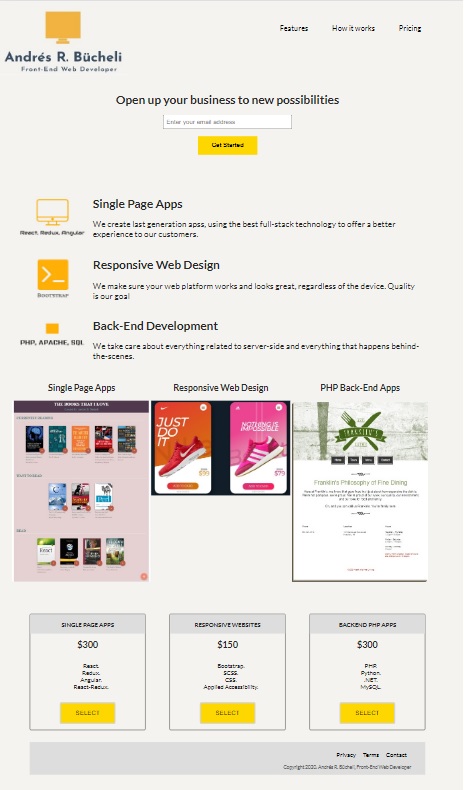 Features How it works Pricing
Andrés R. Bücheli
Front-End Web Developer
Open up your business to new possibilities
Enter your email address
Get Started
Single Page Apps
We create last generation apss, using the best full-stack technology to offer a better
experience to our customers.
React, Redux, Angular
Responsive Web Design
We make sure your web platform works and looks great, regardless of the device. Quality
is our goal
BOOTSTRAP
Back-End Development
We take care about everything related to server-side and everything that happens behind-
the-scenes.
PHP, APACHE, SQL
Single Page Apps Responsive Web Design PHP Back-End Apps
THE BOOKS THAT I LOVE
JUST
DO
IT
NOTHING IS
IMPOSSIBLE
Franklin's Philosophy of Fine Dining
SINGLE PAGE APPS
$300
React.
Redux.
Angular.
React-Redux.
SELECT
RESPONSIVE WEBSITES
$150
Bootstrap.
SCSS.
CSS.
Applied Accessibility.
SELECT
BACKEND PHP APPS
$300
PHP.
Python.
.NET.
MySQL.
SELECT
Privacy Terms Contact
Copyright 2020, Andrés R. Bücheli, Front-End Web Developer